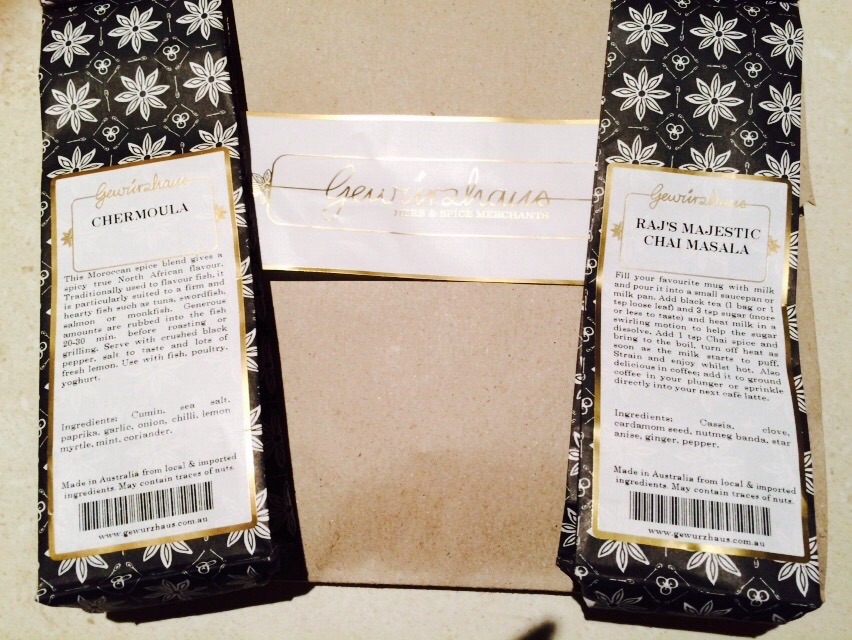 Gewürzhaus
CHERMOULA
This Moroccan spice blend gives a
spicy true North African flavour.
Traditionally used to flavour fish, it
is particularly suited to a firm and
hearty fish such as tuna, swordfish,
salmon or monkfish. Generous
amounts are rubbed into the fish
20-30 min. before roasting or
grilling. Serve with crushed black
pepper, salt to taste and lots of
fresh lemon. Use with fish, poultry,
yoghurt.
Ingredients: Cumin, sea salt,
paprika, garlic, onion, chilli, lemon
myrtle, mint, coriander.
Made in Australia from local & imported
ingredients. May contain traces of nuts.
www.gewurzhaus.com.au
Gewürzhaus
HERB & SPICE MERCHANTS
Gewürzhaus
RAJ'S MAJESTIC
CHAI MASALA
Fill your favourite mug with milk
and pour it into a small saucepan or
milk pan. Add black tea (1 bag or 1
tsp loose leaf) and 3 tsp sugar (more
or less to taste) and heat milk in a
swirling motion to help the sugar
dissolve. Add 1 tsp Chai spice and
bring to the boil, turn off heat as
soon as the milk starts to puff.
Strain and enjoy whilst hot. Also
delicious in coffee; add it to ground
coffee in your plunger or sprinkle
directly into your next café latte.
Ingredients: Cassia, clove,
cardamom seed, nutmeg banda, star
anise, ginger, pepper.
Made in Australia from local & imported
ingredients. May contain traces of nuts.
www.gewurzhaus.com.au